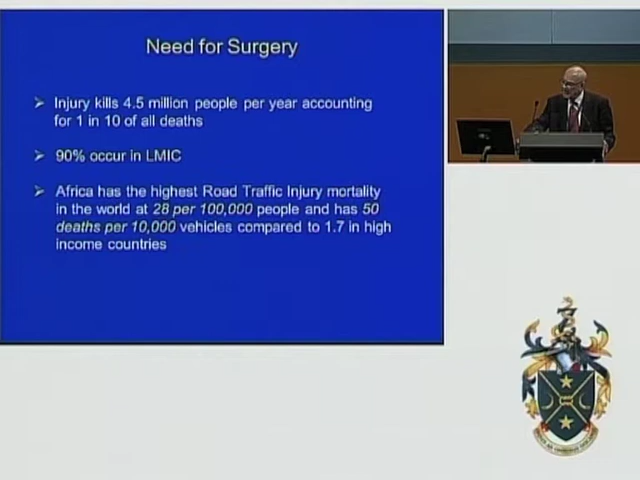 Need for Surgery
Injury kills 4.5 million people per year accounting
for 1 in 10 of all deaths
90% occur in LMIC
Africa has the highest Road Traffic Injury mortality
in the world at 28 per 100,000 people and has 50
deaths per 10,000 vehicles compared to 1.7 in high
income countries